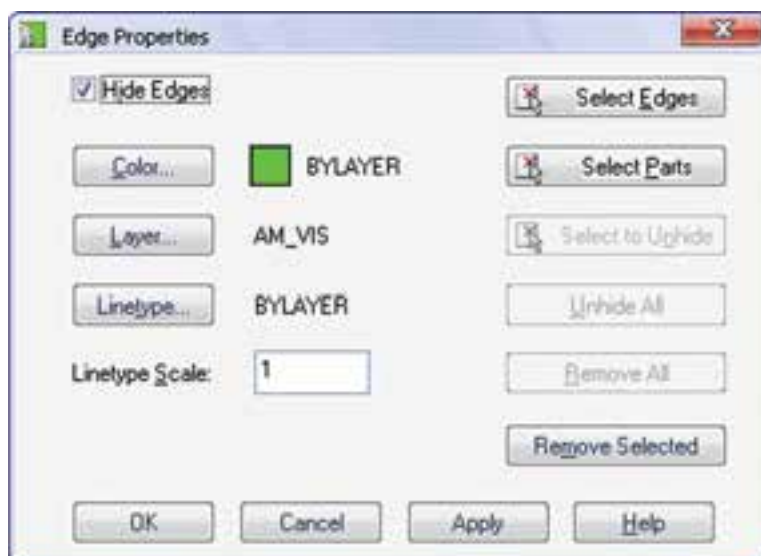 Edge Properties
Hide Edges
Select Edges
Color... BYLAYER
Select Parts
Layer... AM_VIS
Select to Unhide
Linetype... BYLAYER
Unhide All
Linetype Scale: 1
Remove All
Remove Selected
OK Cancel Apply Help